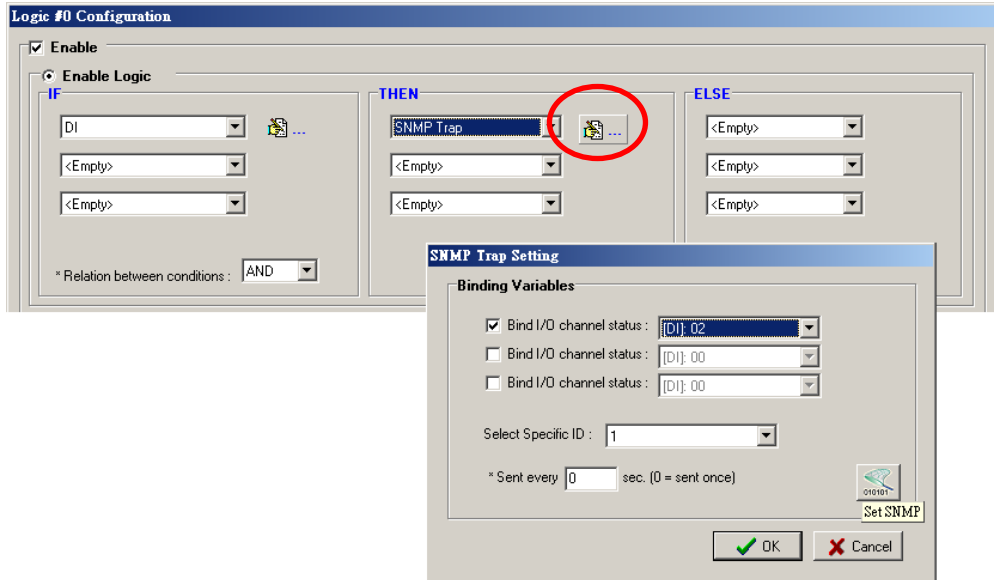 Logic #0 Configuration
Enable
Enable Logic
IF
THEN
ELSE
DI
...
SNMP Trap
...
<Empty>
<Empty>
<Empty>
<Empty>
<Empty>
<Empty>
<Empty>
* Relation between conditions :
AND
SNMP Trap Setting
Binding Variables
Bind I/O channel status :
[DI]: 02
Bind I/O channel status :
[DI]: 00
Bind I/O channel status :
[DI]: 00
Select Specific ID :
1
* Sent every
0
sec. (0 = sent once)
010101
Set SNMP
OK
Cancel